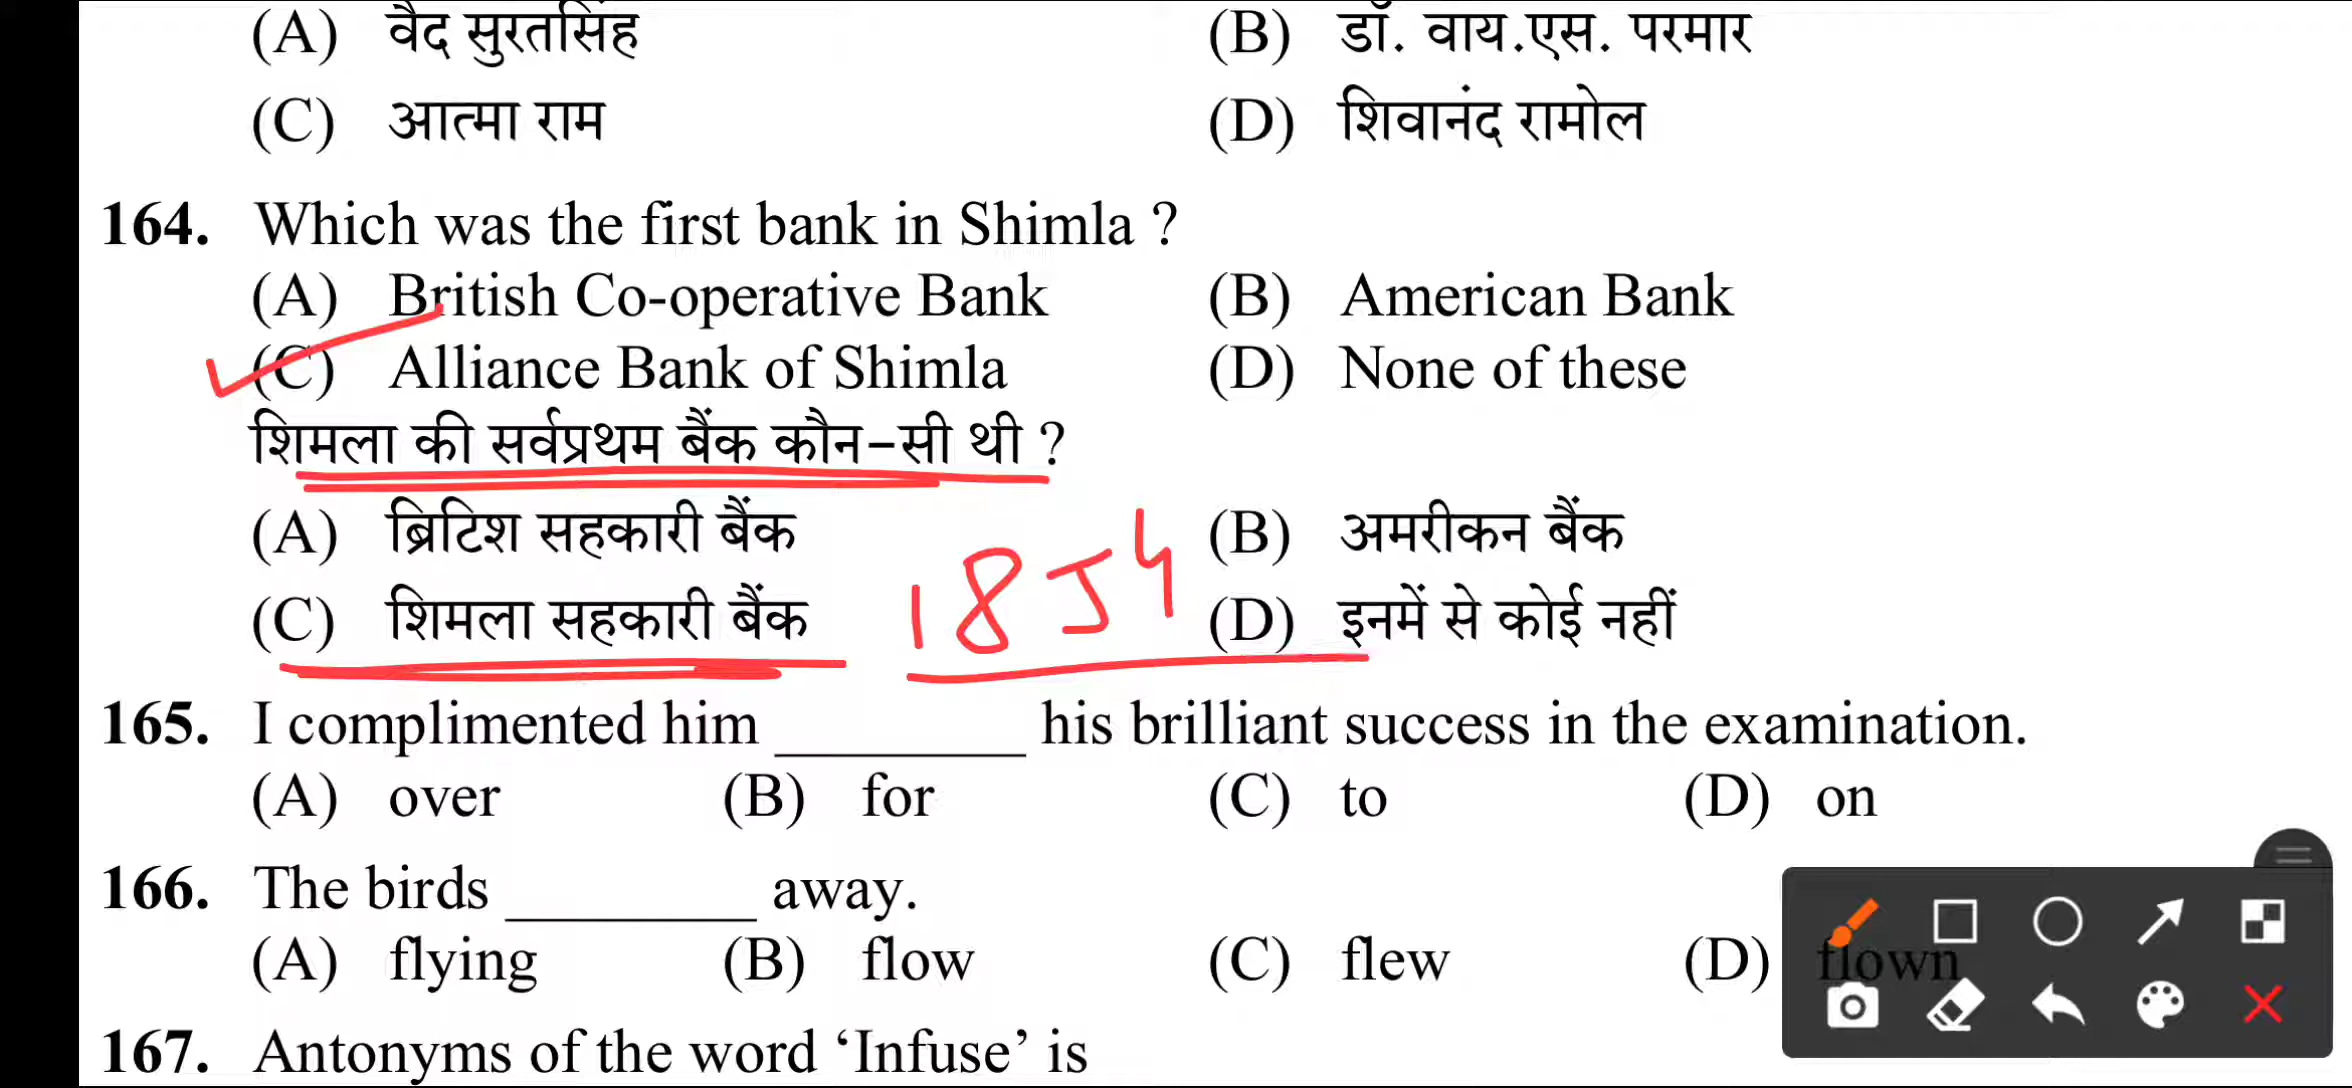 (A) वैद सुरतसिंह (B) डॉ. वाय.एस. परमार
(C) आत्मा राम (D) शिवानंद रामोल
164. Which was the first bank in Shimla ?
(A) British Co-operative Bank (B) American Bank
(C) Alliance Bank of Shimla (D) None of these
शिमला की सर्वप्रथम बैंक कौन-सी थी ?
(A) ब्रिटिश सहकारी बैंक (B) अमरीकन बैंक
(C) शिमला सहकारी बैंक (D) इनमें से कोई नहीं
165. I complimented him ________ his brilliant success in the examination.
(A) over (B) for (C) to (D) on
166. The birds ________ away.
(A) flying (B) flow (C) flew (D) flown
167. Antonyms of the word ‘Infuse’ is